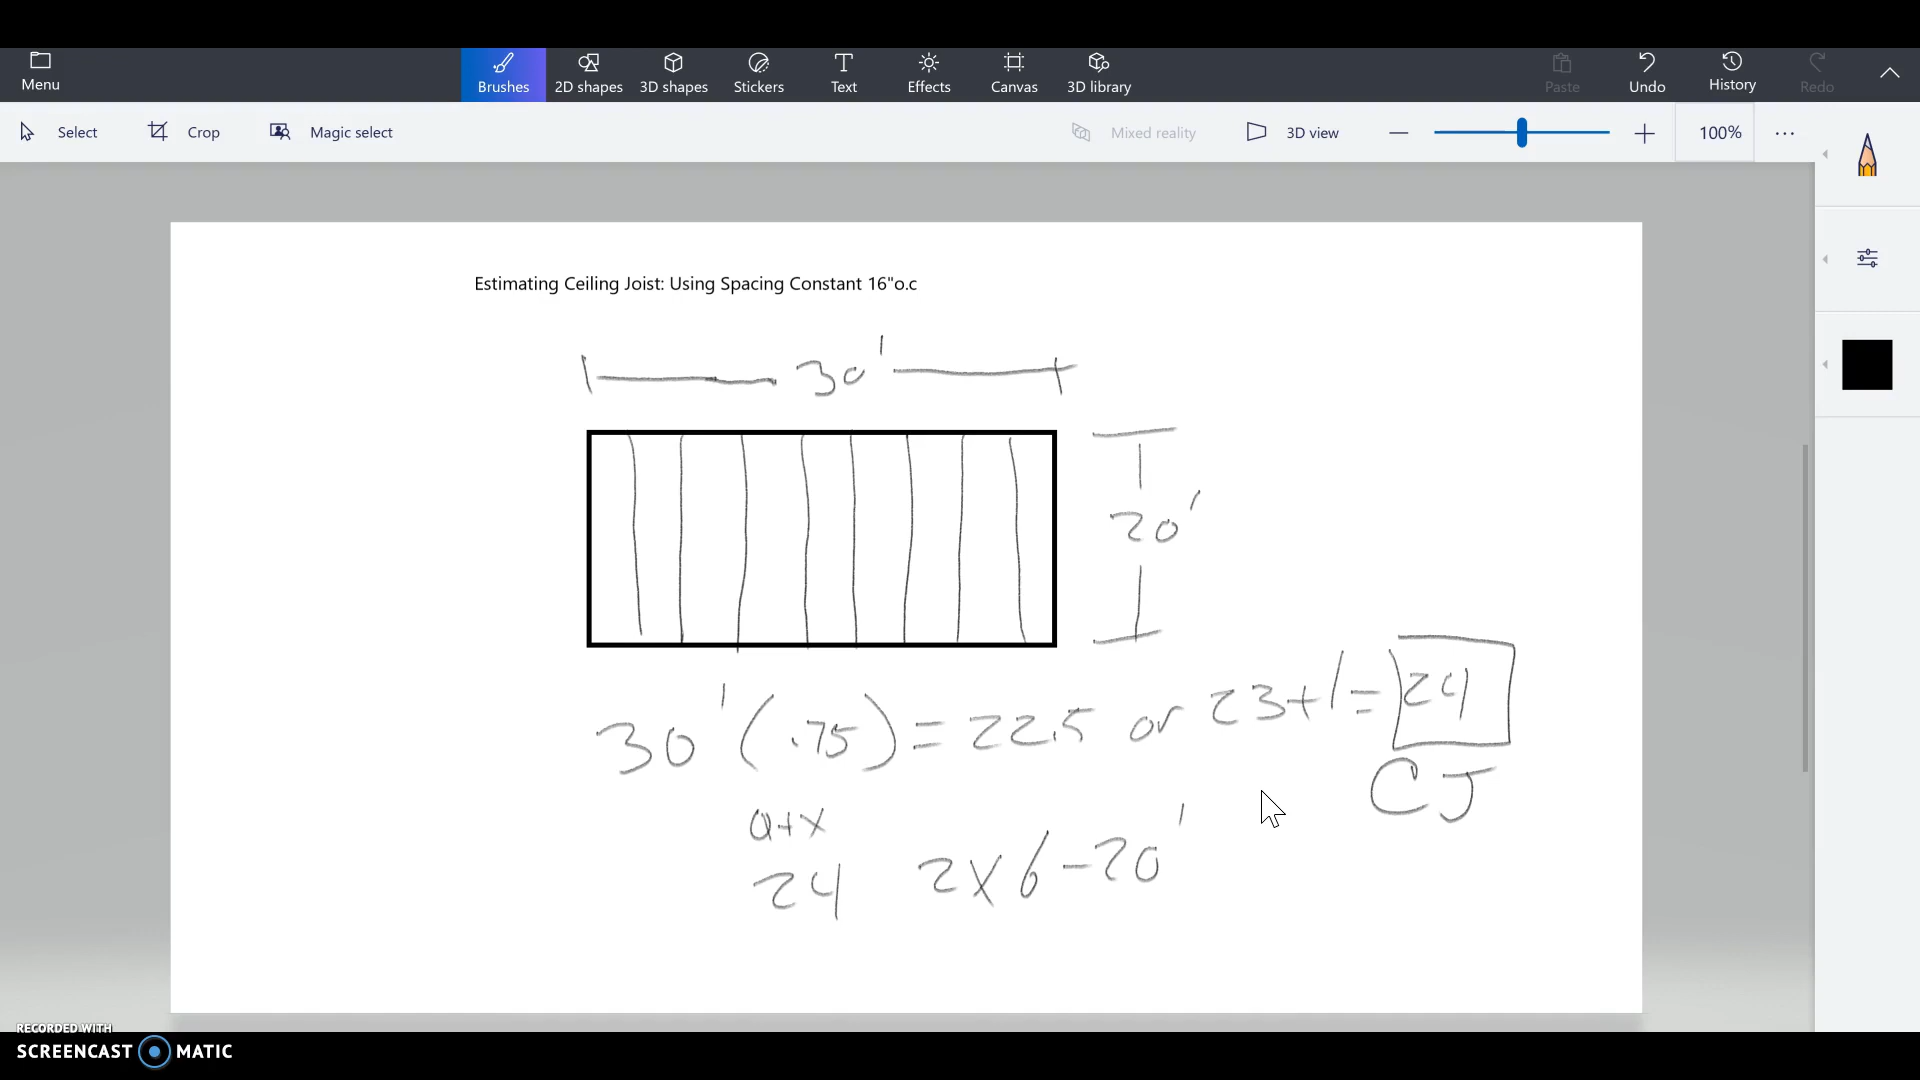 Menu
Brushes
2D shapes
3D shapes
Stickers
Text
Effects
Canvas
3D library
Paste
Undo
History
Redo
Select
Crop
Magic select
Mixed reality
3D view
100%
Estimating Ceiling Joist: Using Spacing Constant 16"o.c
30'
20'
30' (.75) = 22.5 or 23+1= 24
CJ
24 2x6-20'
RECORDED WITH
SCREENCAST MATIC